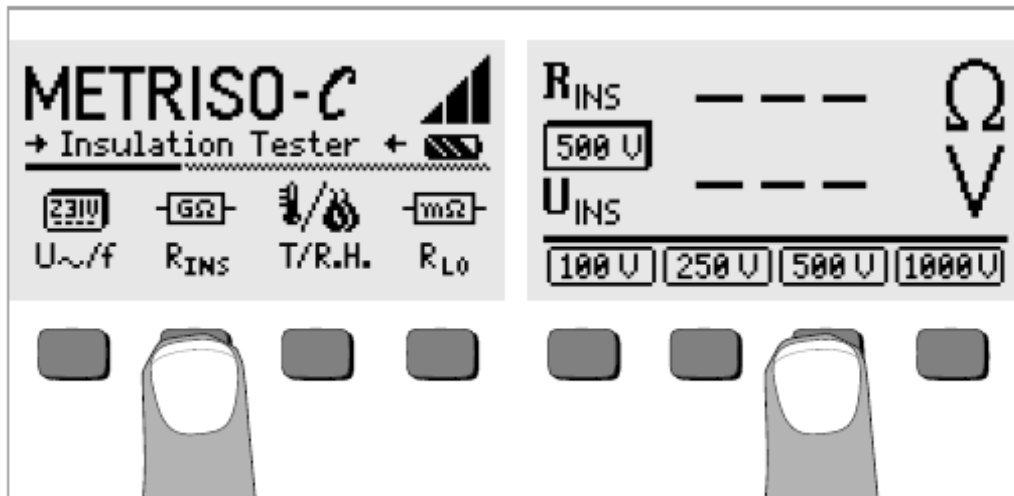 METRISO-C
→ Insulation Tester ←
231V
GΩ
mΩ
U~/f
RINS
T/R.H.
RLO
RINS
– – –
Ω
500 V
UINS
– – –
V
100 V
250 V
500 V
1000 V